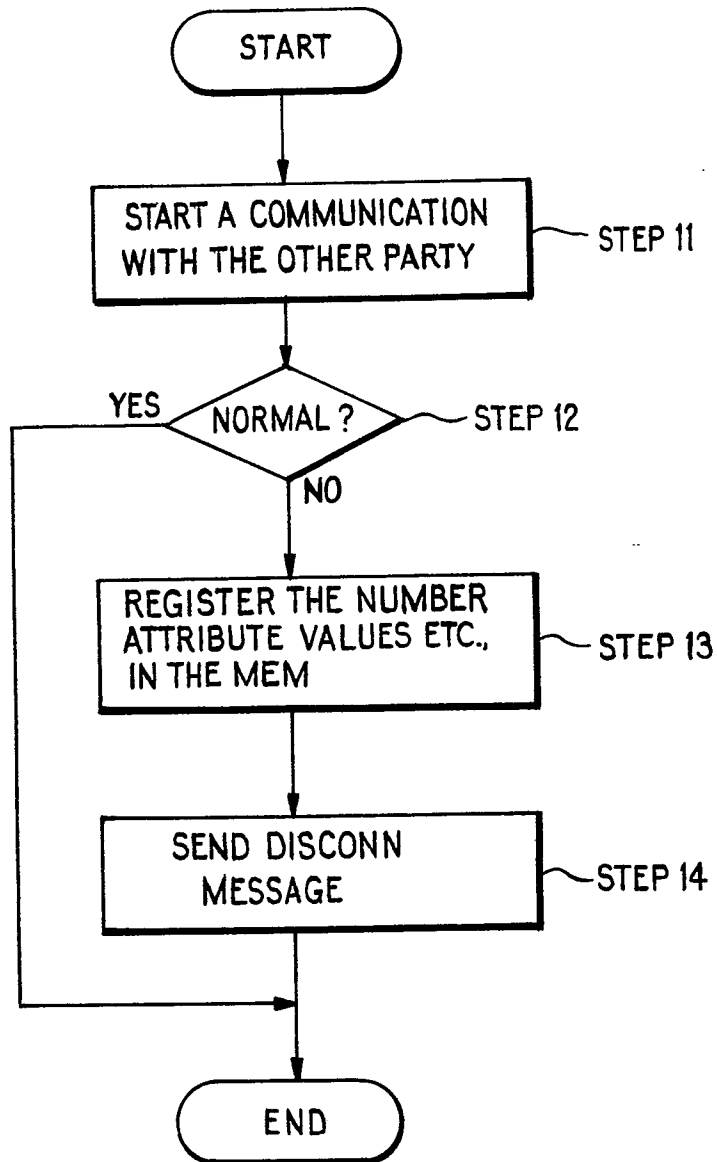 START
START A COMMUNICATION
WITH THE OTHER PARTY
STEP 11
YES
NORMAL ?
STEP 12
NO
REGISTER THE NUMBER
ATTRIBUTE VALUES ETC.,
IN THE MEM
STEP 13
SEND DISCONN
MESSAGE
STEP 14
END